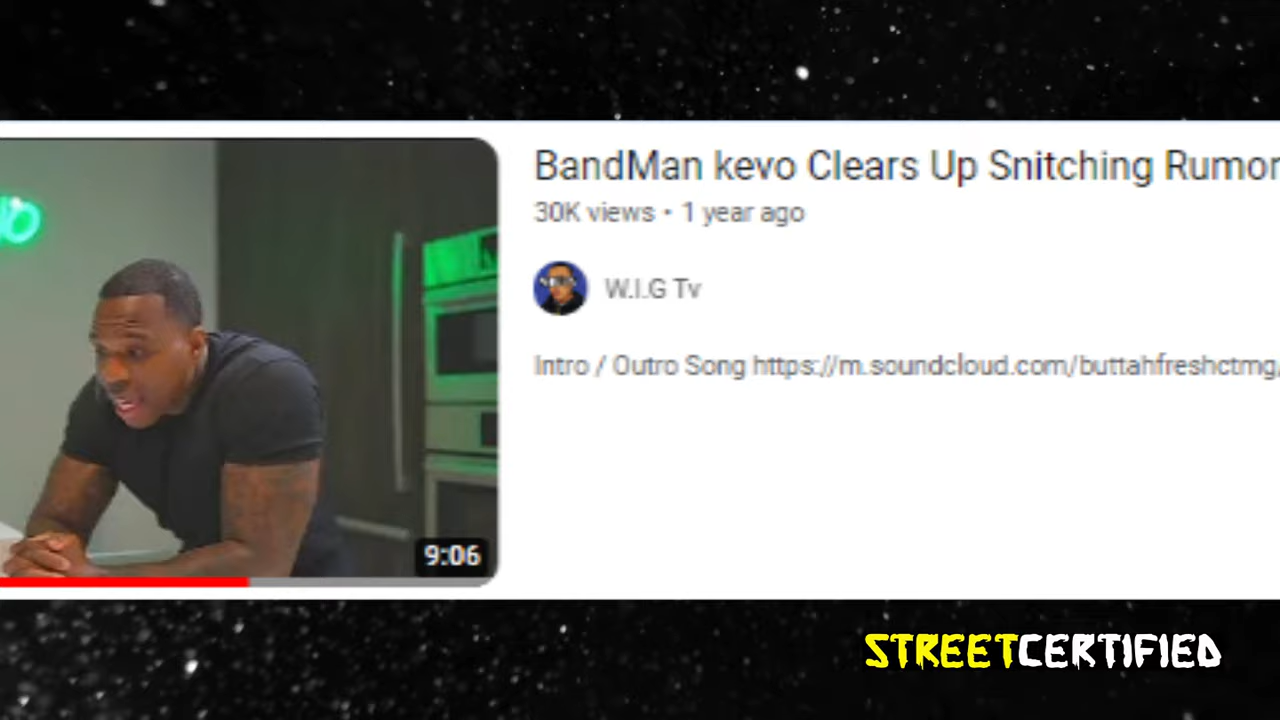 BandMan kevo Clears Up Snitching Rumor
30K views • 1 year ago
W.I.G Tv
Intro / Outro Song https://m.soundcloud.com/buttahfreshctmg/
9:06
STREETCERTIFIED